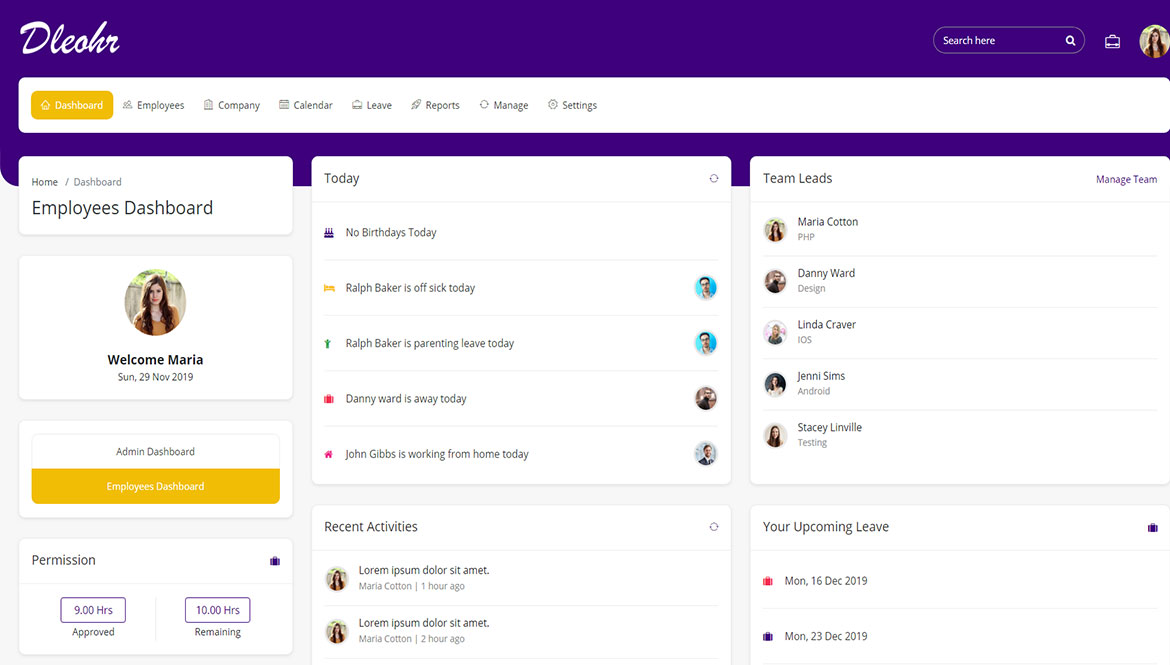 Dleohr
Search here
Dashboard
Employees
Company
Calendar
Leave
Reports
Manage
Settings
Home / Dashboard
Employees Dashboard
Welcome Maria
Sun, 29 Nov 2019
Admin Dashboard
Employees Dashboard
Permission
9.00 Hrs
Approved
10.00 Hrs
Remaining
Today
No Birthdays Today
Ralph Baker is off sick today
Ralph Baker is parenting leave today
Danny ward is away today
John Gibbs is working from home today
Recent Activities
Lorem ipsum dolor sit amet.
Maria Cotton | 1 hour ago
Lorem ipsum dolor sit amet.
Maria Cotton | 2 hour ago
Team Leads
Manage Team
Maria Cotton
PHP
Danny Ward
Design
Linda Craver
IOS
Jenni Sims
Android
Stacey Linville
Testing
Your Upcoming Leave
Mon, 16 Dec 2019
Mon, 23 Dec 2019